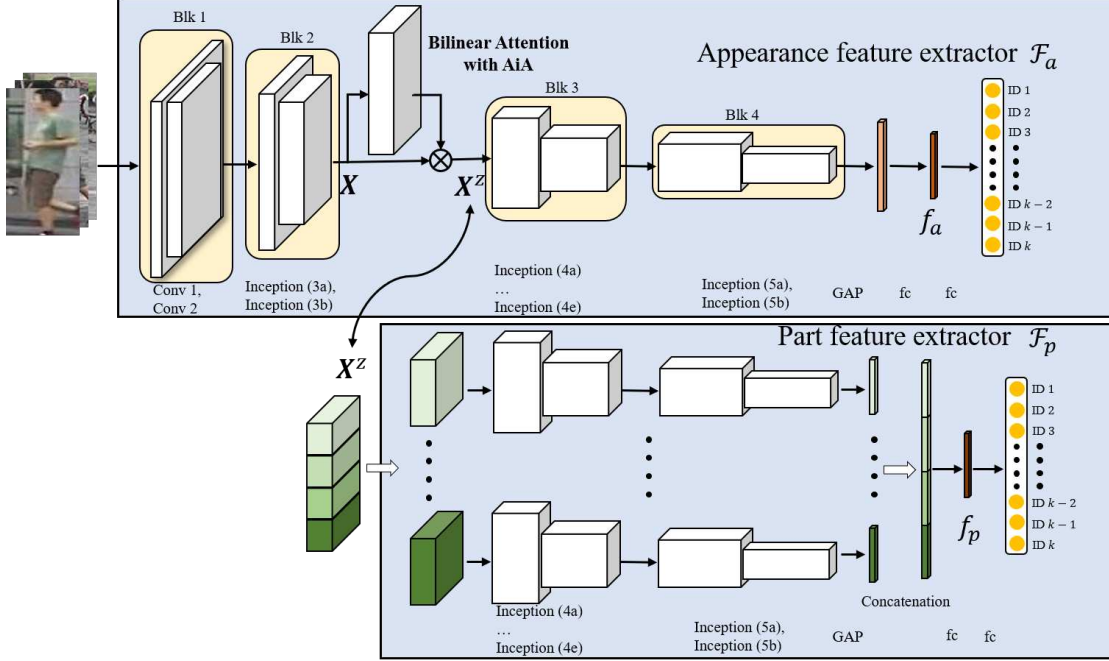 Blk 1
Blk 2
Bilinear Attention
with AiA
Appearance feature extractor ℱₐ
Blk 3
Blk 4
ID 1
ID 2
ID 3
ID k − 2
ID k − 1
ID k
X
X^Z
f_a
Conv 1,
Conv 2
Inception (3a),
Inception (3b)
Inception (4a)
…
Inception (4e)
Inception (5a),
Inception (5b)
GAP
fc
fc
Part feature extractor ℱₚ
X^Z
ID 1
ID 2
ID 3
ID k − 2
ID k − 1
ID k
f_p
Concatenation
Inception (4a)
…
Inception (4e)
Inception (5a),
Inception (5b)
GAP
fc
fc